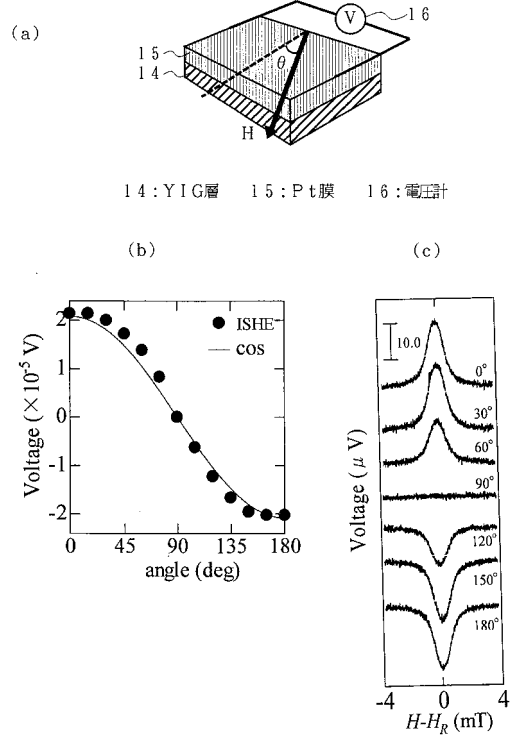 (a)
V
16
15
14
θ
H
14:YIG層 15:Pt膜 16:電圧計
(b)
Voltage (×10⁻⁵ V)
2
1
0
-1
-2
ISHE
cos
0 45 90 135 180
angle (deg)
(c)
Voltage (μV)
10.0
0°
30°
60°
90°
120°
150°
180°
-4 0 4
H-H_R (mT)